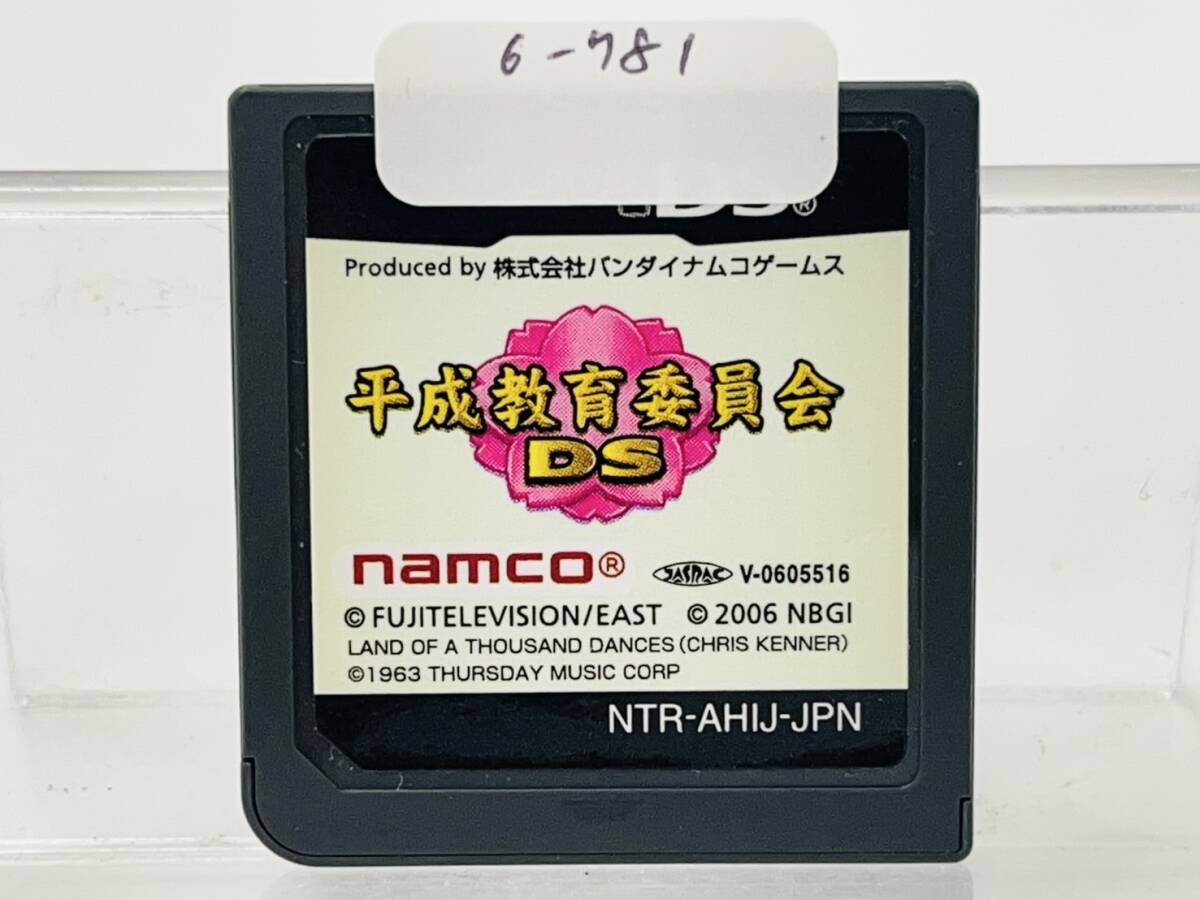 6-781
DS®
Produced by 株式会社バンダイナムコゲームス
平成教育委員会
DS
namco®
JASRAC V-0605516
© FUJITELEVISION/EAST © 2006 NBGI
LAND OF A THOUSAND DANCES (CHRIS KENNER)
©1963 THURSDAY MUSIC CORP
NTR-AHIJ-JPN